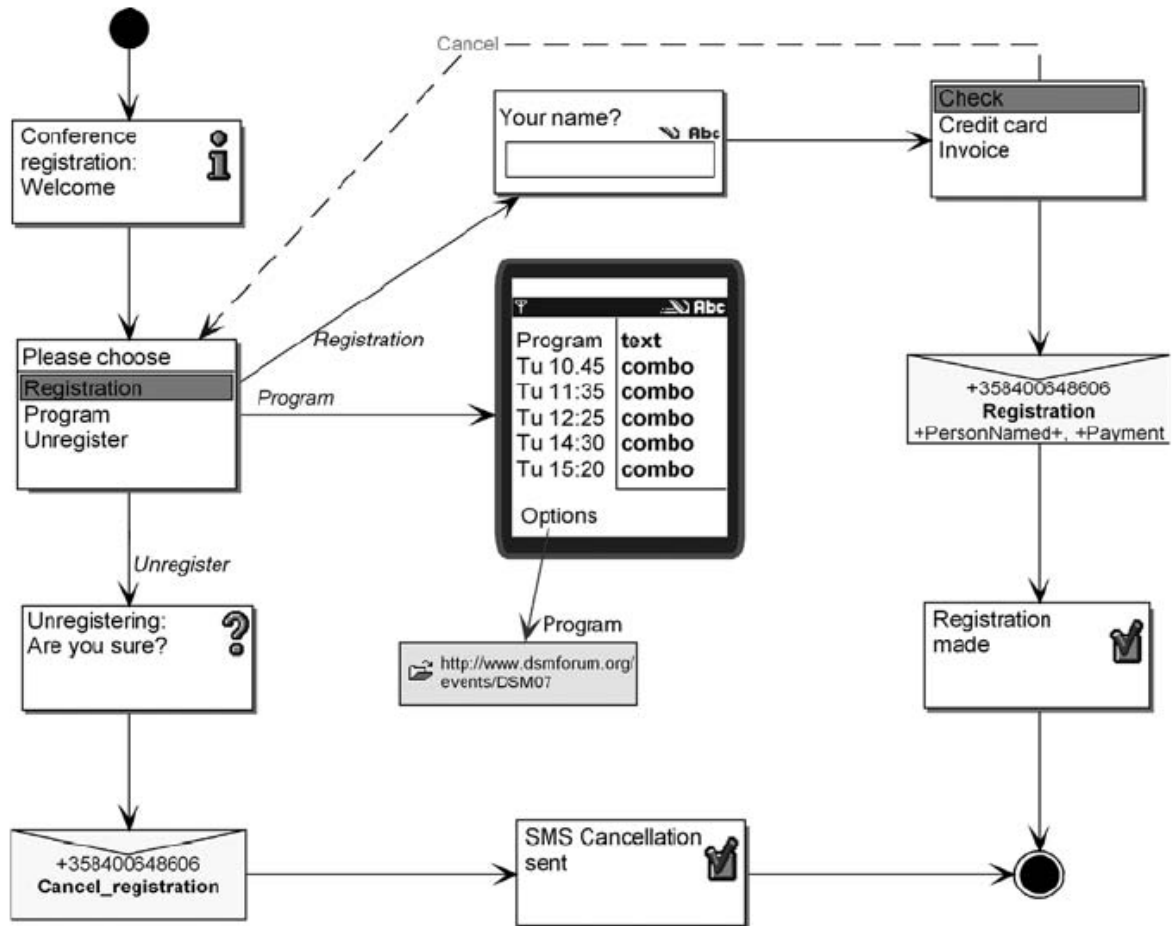 Cancel
Conference
registration:
Welcome
Your name?
Abc
Check
Credit card
Invoice
Registration
Program
Please choose
Registration
Program
Unregister
Abc
Program text
Tu 10.45 combo
Tu 11:35 combo
Tu 12:25 combo
Tu 14:30 combo
Tu 15:20 combo
Options
+358400648606
Registration
+PersonNamed+, +Payment
Unregister
Unregistering:
Are you sure?
Program
http://www.dsmforum.org/
events/DSM07
Registration
made
+358400648606
Cancel_registration
SMS Cancellation
sent